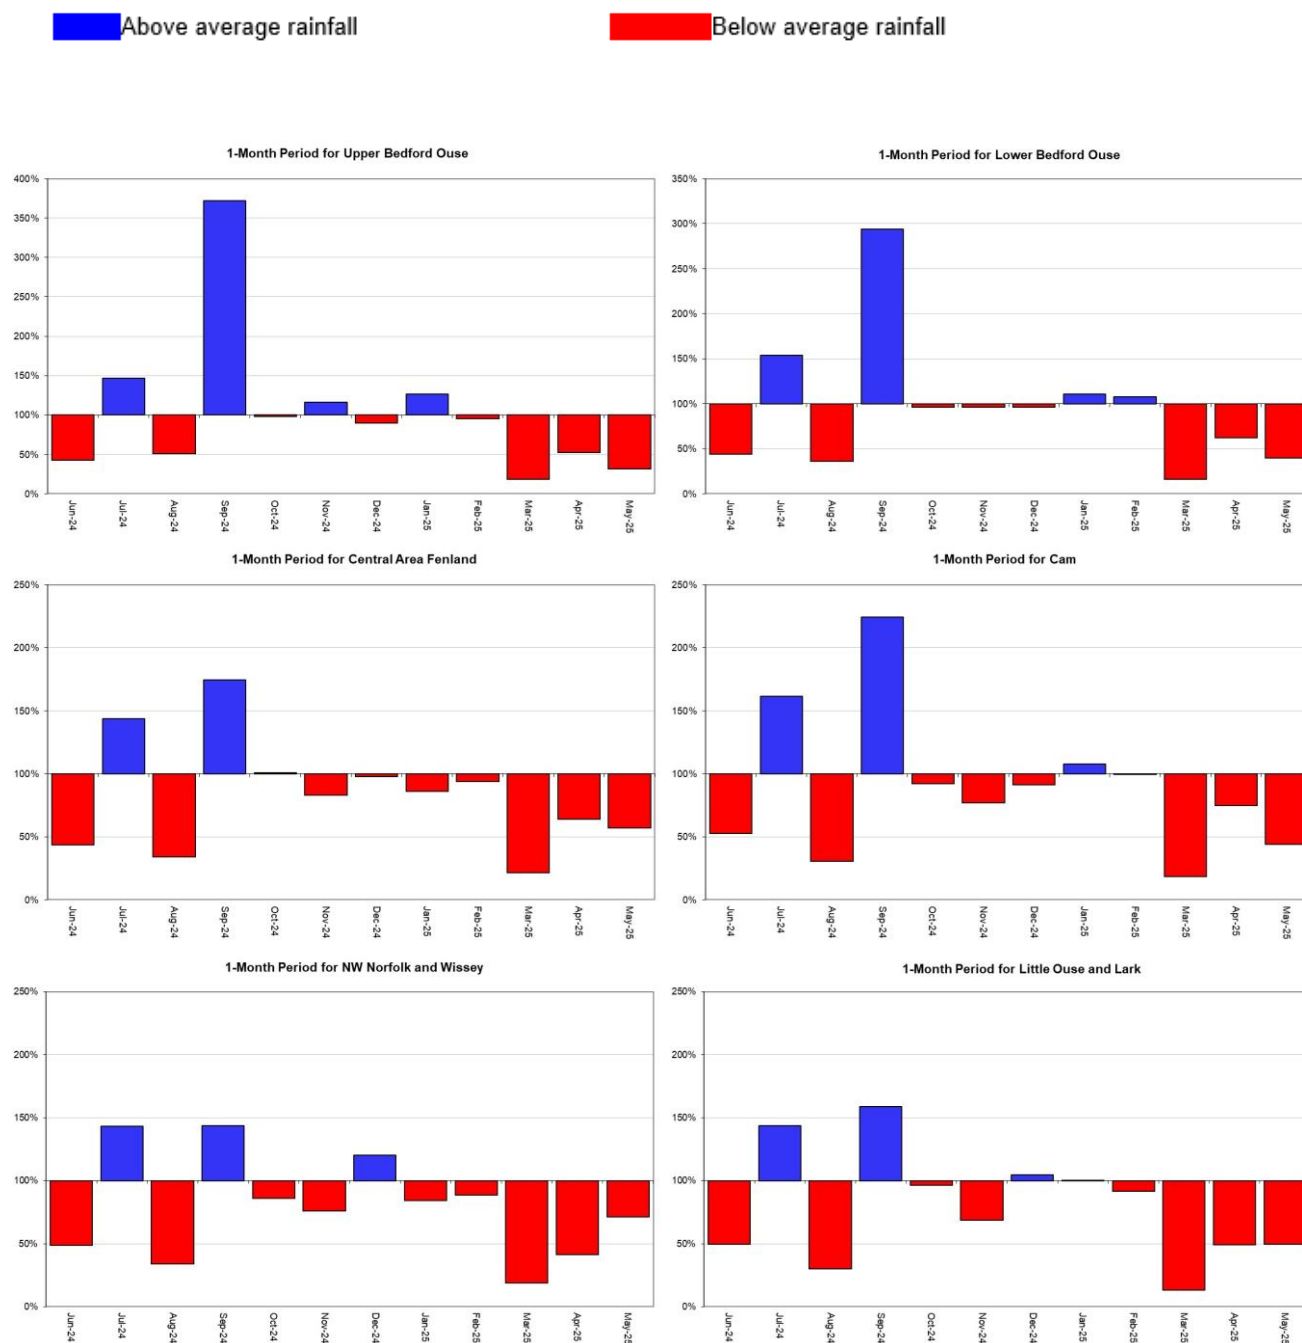 Above average rainfall
Below average rainfall
1-Month Period for Upper Bedford Ouse
400%
350%
300%
250%
200%
150%
100%
50%
0%
Jun-24
Jul-24
Aug-24
Sep-24
Oct-24
Nov-24
Dec-24
Jan-25
Feb-25
Mar-25
Apr-25
May-25
1-Month Period for Lower Bedford Ouse
350%
300%
250%
200%
150%
100%
50%
0%
Jun-24
Jul-24
Aug-24
Sep-24
Oct-24
Nov-24
Dec-24
Jan-25
Feb-25
Mar-25
Apr-25
May-25
1-Month Period for Central Area Fenland
250%
200%
150%
100%
50%
0%
Jun-24
Jul-24
Aug-24
Sep-24
Oct-24
Nov-24
Dec-24
Jan-25
Feb-25
Mar-25
Apr-25
May-25
1-Month Period for Cam
250%
200%
150%
100%
50%
0%
Jun-24
Jul-24
Aug-24
Sep-24
Oct-24
Nov-24
Dec-24
Jan-25
Feb-25
Mar-25
Apr-25
May-25
1-Month Period for NW Norfolk and Wissey
250%
200%
150%
100%
50%
0%
Jun-24
Jul-24
Aug-24
Sep-24
Oct-24
Nov-24
Dec-24
Jan-25
Feb-25
Mar-25
Apr-25
May-25
1-Month Period for Little Ouse and Lark
250%
200%
150%
100%
50%
0%
Jun-24
Jul-24
Aug-24
Sep-24
Oct-24
Nov-24
Dec-24
Jan-25
Feb-25
Mar-25
Apr-25
May-25